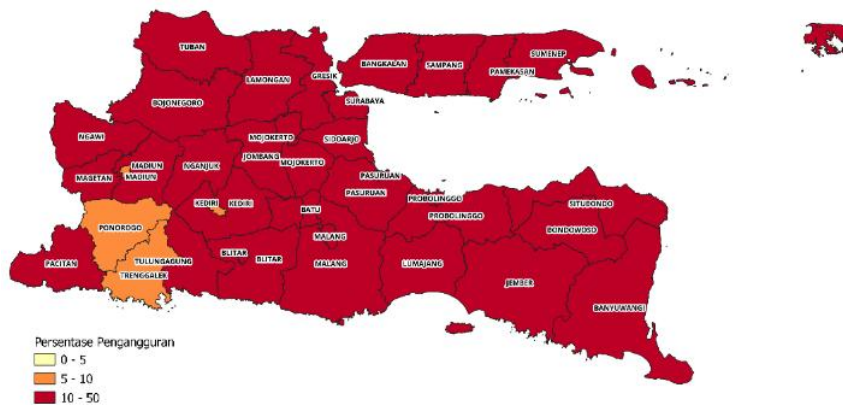 TUBAN
LAMONGAN
GRESIK
BANGKALAN
SAMPANG
PAMEKASAN
SUMENEP
BOJONEGORO
SURABAYA
NGAWI
MOJOKERTO
SIDOARJO
MADIUN
NGANJUK
JOMBANG
MOJOKERTO
MAGETAN
MADIUN
PASURUAN
PASURUAN
KEDIRI
KEDIRI
BATU
PROBOLINGGO
PROBOLINGGO
SITUBONDO
PONOROGO
MALANG
BONDOWOSO
PACITAN
TULUNGAGUNG
BLITAR
BLITAR
MALANG
LUMAJANG
TRENGGALEK
JEMBER
BANYUWANGI
Persentase Pengangguran
0 - 5
5 - 10
10 - 50